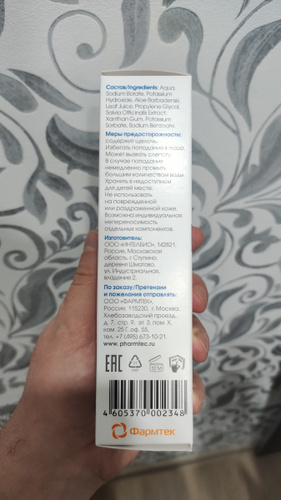 Состав/Ingredients: Aqua,
Sodium Borate, Potassium
Hydroxide, Aloe Barbadensis
Leaf Juice, Propylene Glycol,
Salvia Officinalis Extract,
Xanthan Gum, Potassium
Sorbate, Sodium Benzoate.
Меры предосторожности:
содержит щелочь.
Избегать попадания в глаза.
Может вызвать слепоту.
В случае попадания
немедленно промыть
большим количеством воды.
Хранить в недоступном
для детей месте.
Не использовать
на поврежденной
или раздраженной коже.
Возможна индивидуальная
непереносимость
отдельных компонентов.
Изготовитель:
ООО «ИНТЕЛБИО», 142821,
Россия, Московская
область, г. Ступино,
деревня Шматово,
ул. Индустриальная,
владение 2.
По заказу/Претензии
и пожелания отправлять:
ООО «ФАРМТЕК»,
Россия, 115230, г. Москва,
Хлебозаводский проезд,
д. 7, стр. 9, эт. 3, пом. X,
ком. 25 Г, оф. 55,
тел. +7 (495) 673-10-21.
www.pharmtec.ru
EAC
4 605370 002348
Фармтек